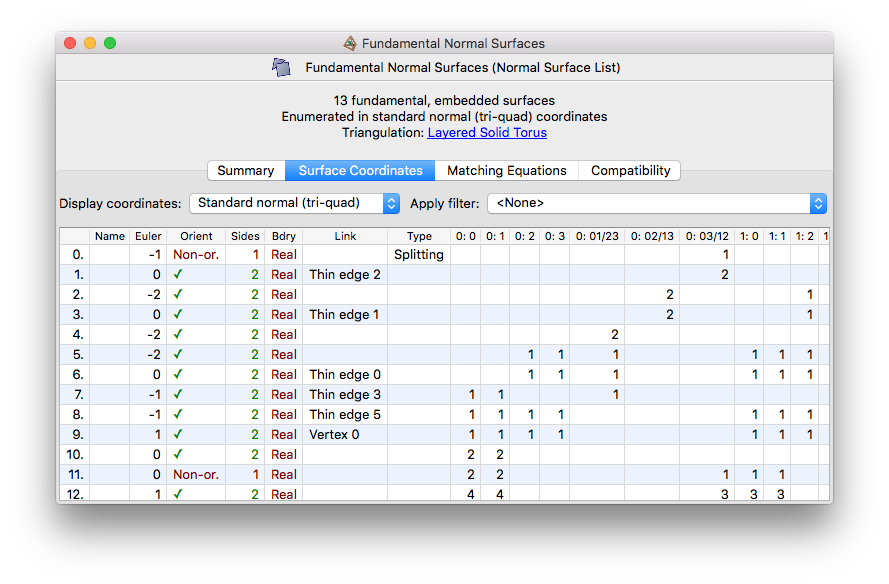 Fundamental Normal Surfaces
Fundamental Normal Surfaces (Normal Surface List)
13 fundamental, embedded surfaces
Enumerated in standard normal (tri-quad) coordinates
Triangulation: Layered Solid Torus
Summary Surface Coordinates Matching Equations Compatibility
Display coordinates: Standard normal (tri-quad) Apply filter: <None>
Name Euler Orient Sides Bdry Link Type 0: 0 0: 1 0: 2 0: 3 0: 01/23 0: 02/13 0: 03/12 1: 0 1: 1 1: 2 1
0. -1 Non-or. 1 Real Splitting 1
1. 0 ✓ 2 Real Thin edge 2 2
2. -2 ✓ 2 Real 2 1
3. 0 ✓ 2 Real Thin edge 1 2 1
4. -2 ✓ 2 Real 2
5. -2 ✓ 2 Real 1 1 1 1 1 1
6. 0 ✓ 2 Real Thin edge 0 1 1 1 1 1 1
7. -1 ✓ 2 Real Thin edge 3 1 1 1
8. -1 ✓ 2 Real Thin edge 5 1 1 1 1 1 1 1
9. 1 ✓ 2 Real Vertex 0 1 1 1 1 1 1 1
10. 0 ✓ 2 Real 2 2
11. 0 Non-or. 1 Real 2 2 1 1 1
12. 1 ✓ 2 Real 4 4 3 3 3